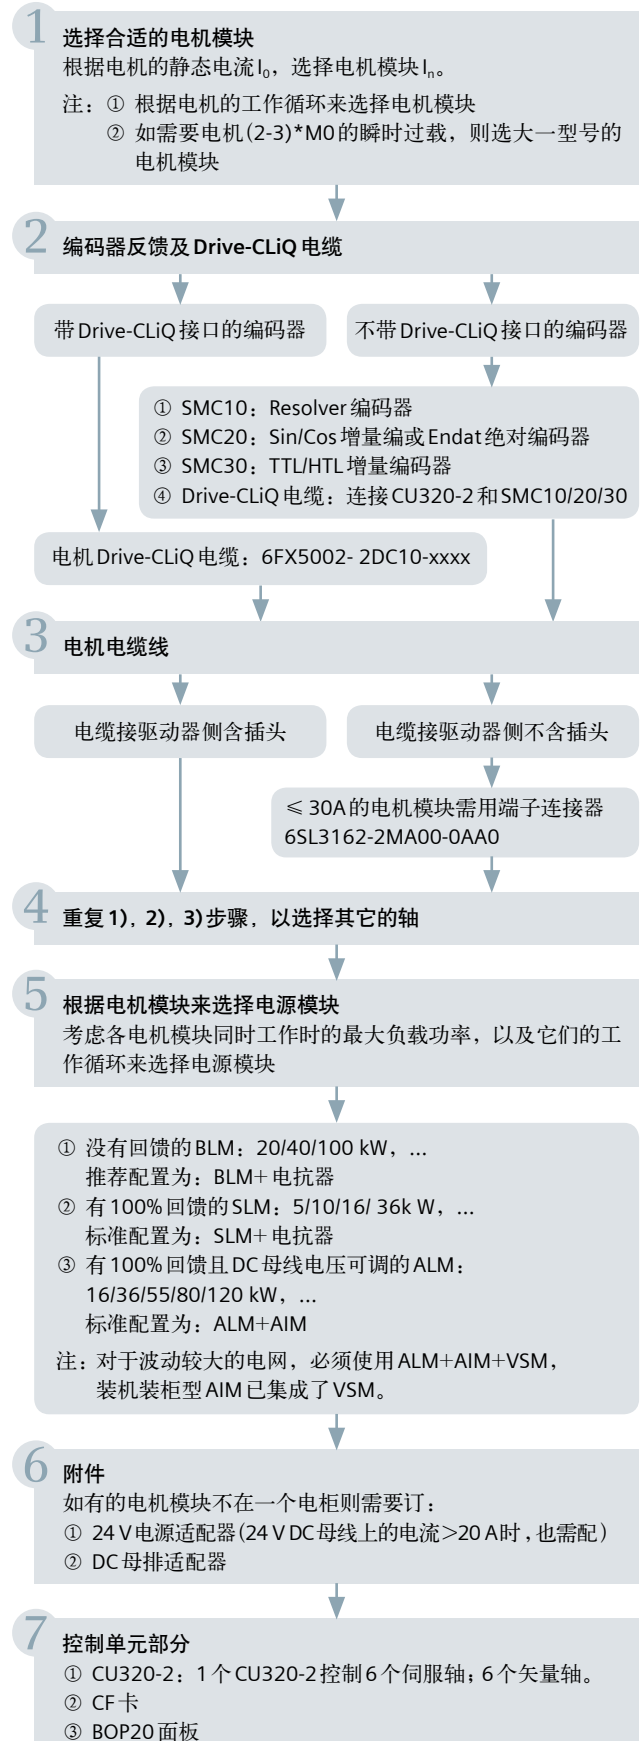 1
选择合适的电机模块
根据电机的静态电流I₀，选择电机模块Iₙ。
注：① 根据电机的工作循环来选择电机模块
② 如需要电机(2-3)*M0的瞬时过载，则选大一型号的
电机模块
2
编码器反馈及Drive-CLiQ电缆
带Drive-CLiQ接口的编码器
不带Drive-CLiQ接口的编码器
① SMC10：Resolver编码器
② SMC20：Sin/Cos增量编或Endat绝对编码器
③ SMC30：TTL/HTL增量编码器
④ Drive-CLiQ电缆：连接CU320-2和SMC10/20/30
电机Drive-CLiQ电缆：6FX5002- 2DC10-xxxx
3
电机电缆线
电缆接驱动器侧含插头
电缆接驱动器侧不含插头
≤ 30A的电机模块需用端子连接器
6SL3162-2MA00-0AA0
4
重复1)，2)，3)步骤，以选择其它的轴
5
根据电机模块来选择电源模块
考虑各电机模块同时工作时的最大负载功率，以及它们的工
作循环来选择电源模块
① 没有回馈的BLM：20/40/100 kW，...
推荐配置为：BLM+电抗器
② 有100%回馈的SLM：5/10/16/ 36k W，...
标准配置为：SLM+电抗器
③ 有100%回馈且DC母线电压可调的ALM：
16/36/55/80/120 kW，...
标准配置为：ALM+AIM
注：对于波动较大的电网，必须使用ALM+AIM+VSM，
装机装柜型AIM已集成了VSM。
6
附件
如有的电机模块不在一个电柜则需要订：
① 24 V电源适配器(24 V DC母线上的电流>20 A时，也需配)
② DC母排适配器
7
控制单元部分
① CU320-2：1个CU320-2控制6个伺服轴；6个矢量轴。
② CF卡
③ BOP20面板